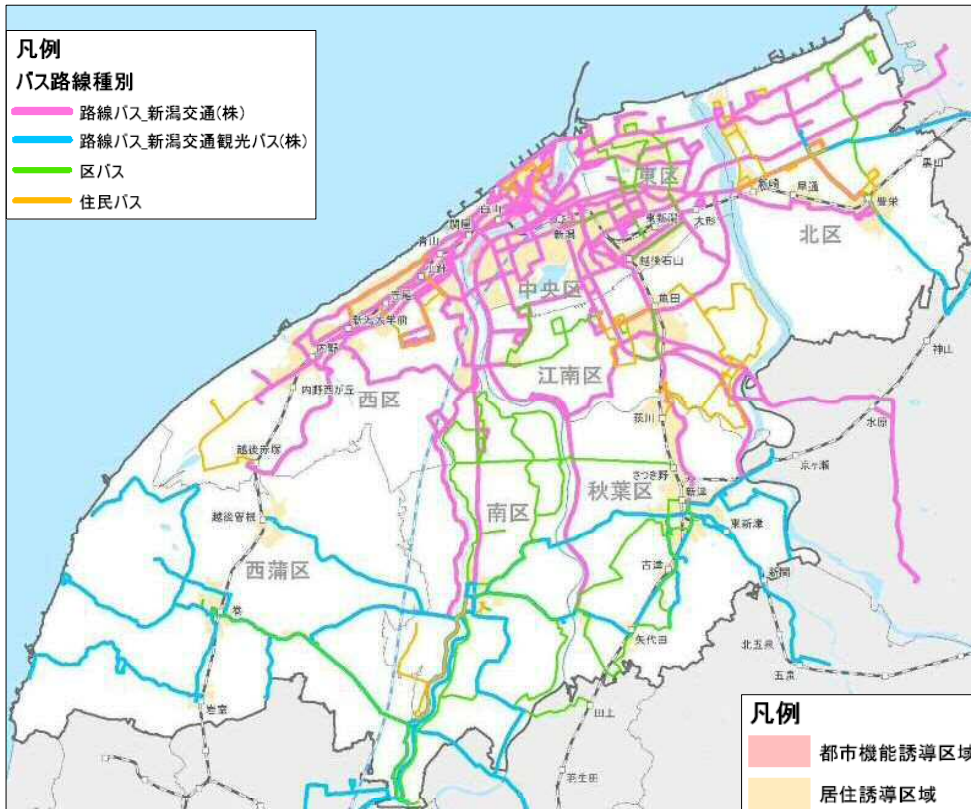 凡例
バス路線種別
路線バス_新潟交通(株)
路線バス_新潟交通観光バス(株)
区バス
住民バス
東区
黒山
早通
豊栄
白山
関屋
新潟
東新潟
大形
北区
青山
越後石山
小針
中央区
寺尾
亀田
新潟大学前
神山
内野
江南区
内野西が丘
西区
荻川
水原
越後赤塚
京ヶ瀬
さつき野
秋葉区
新津
越後曽根
南区
東新津
西蒲区
古津
新関
巻
矢代田
北五泉
五泉
岩室
田上
羽生田
凡例
都市機能誘導区域
居住誘導区域